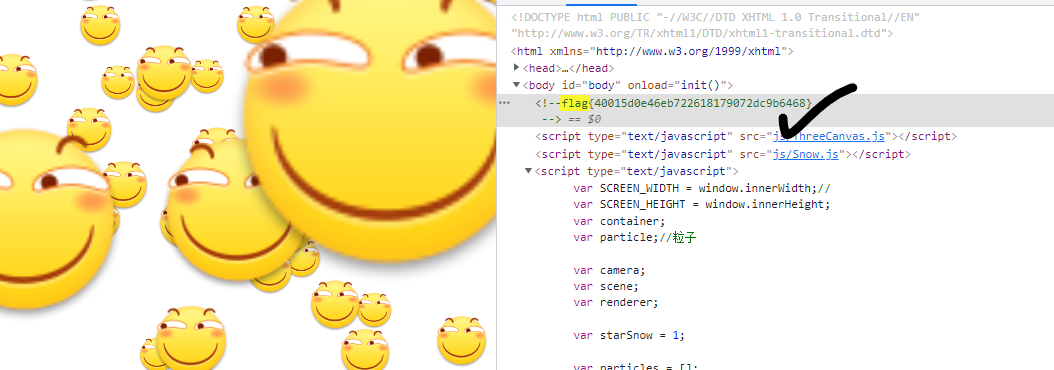 <!DOCTYPE html PUBLIC "-//W3C//DTD XHTML 1.0 Transitional//EN"
"http://www.w3.org/TR/xhtml1/DTD/xhtml1-transitional.dtd">
<html xmlns="http://www.w3.org/1999/xhtml">
<head>…</head>
<body id="body" onload="init()">
<!--flag{40015d0e46eb722618179072dc9b6468}
--> == $0
<script type="text/javascript" src="js/ThreeCanvas.js"></script>
<script type="text/javascript" src="js/Snow.js"></script>
<script type="text/javascript">
var SCREEN_WIDTH = window.innerWidth;//
var SCREEN_HEIGHT = window.innerHeight;
var container;
var particle;//粒子
var camera;
var scene;
var renderer;
var starSnow = 1;
var particles = [];